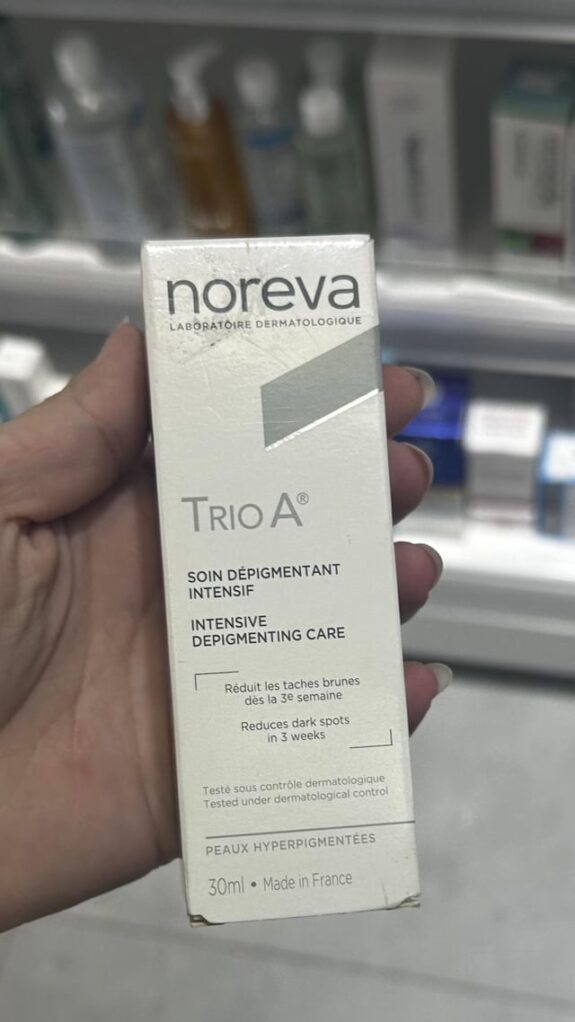 noreva
LABORATOIRE DERMATOLOGIQUE
TRIO A®
SOIN DÉPIGMENTANT
INTENSIF
INTENSIVE
DEPIGMENTING CARE
Réduit les taches brunes
dès la 3e semaine
Reduces dark spots
in 3 weeks
Testé sous contrôle dermatologique
Tested under dermatological control
PEAUX HYPERPIGMENTÉES
30ml • Made in France